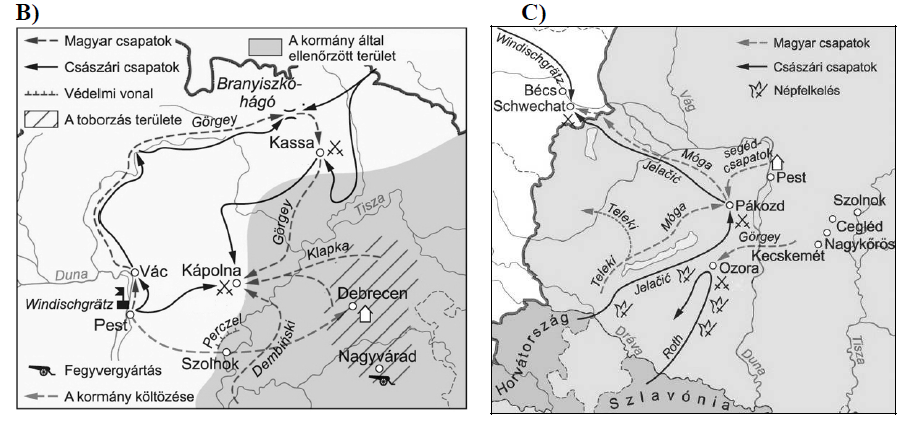 B)
Magyar csapatok
Császári csapatok
Védelmi vonal
A toborzás területe
A kormány által
ellenőrzött terület
Branyiszkó-
hágó
Görgey
Kassa
Tisza
Görgey
Klapka
Duna
Vác
Kápolna
Windischgrätz
Pest
Debrecen
Perczel
Szolnok
Dembiński
Nagyvárad
Fegyvergyártás
A kormány költözése
C)
Windischgrätz
Magyar csapatok
Császári csapatok
Népfelkelés
Bécs
Schwechat
Vág
Móga
Jelačić
segéd-
csapatok
Pest
Teleki
Móga
Pákozd
Szolnok
Cegléd
Nagykőrös
Görgey
Kecskemét
Teleki
Ozora
Jelačić
Horvátország
Dráva
Roth
Duna
Tisza
Szlavónia